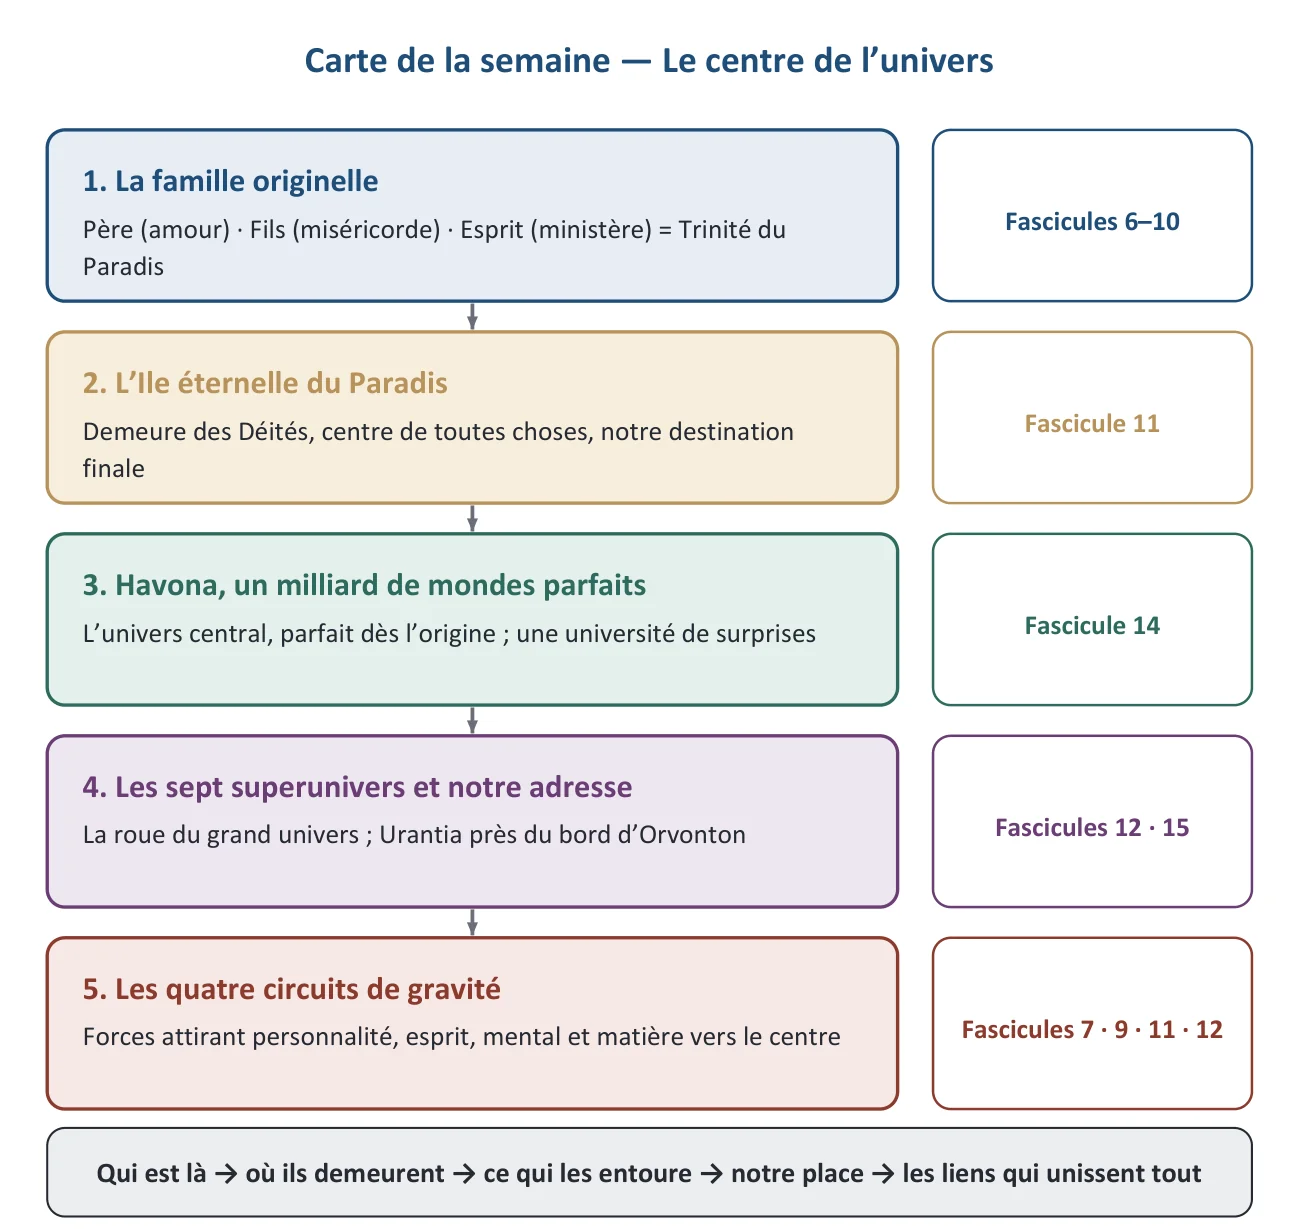 Carte de la semaine — Le centre de l’univers
1. La famille originelle
Père (amour) · Fils (miséricorde) · Esprit (ministère) = Trinité du
Paradis
Fascicules 6–10
2. L’Ile éternelle du Paradis
Demeure des Déités, centre de toutes choses, notre destination
finale
Fascicule 11
3. Havona, un milliard de mondes parfaits
L’univers central, parfait dès l’origine ; une université de surprises
Fascicule 14
4. Les sept superunivers et notre adresse
La roue du grand univers ; Urantia près du bord d’Orvonton
Fascicules 12 · 15
5. Les quatre circuits de gravité
Forces attirant personnalité, esprit, mental et matière vers le centre
Fascicules 7 · 9 · 11 · 12
Qui est là → où ils demeurent → ce qui les entoure → notre place → les liens qui unissent tout